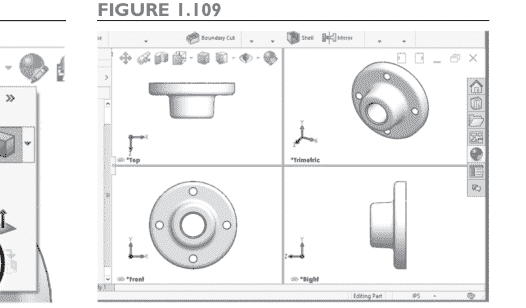 FIGURE 1.109
Boundary Cut Shell Mirror
*Top *Trimetric
*Front *Right
Editing Part IPS